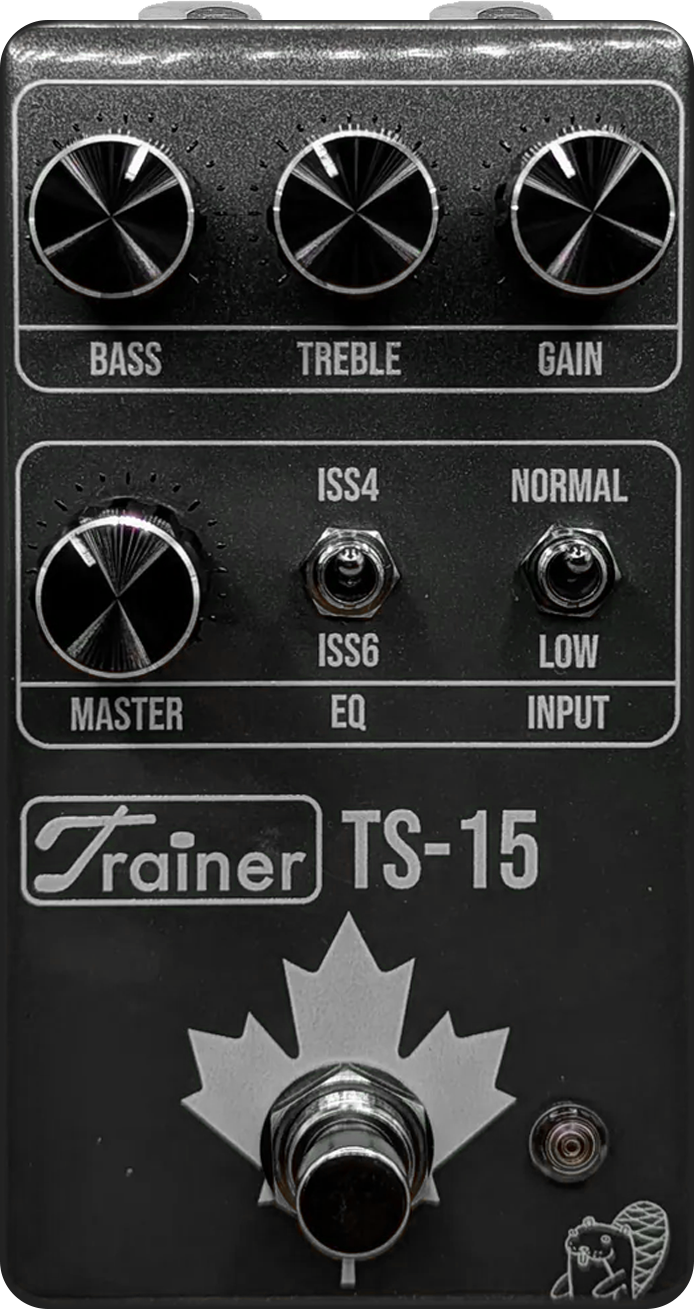 BASS TREBLE GAIN
ISS4 NORMAL
ISS6 LOW
MASTER EQ INPUT
Trainer TS-15